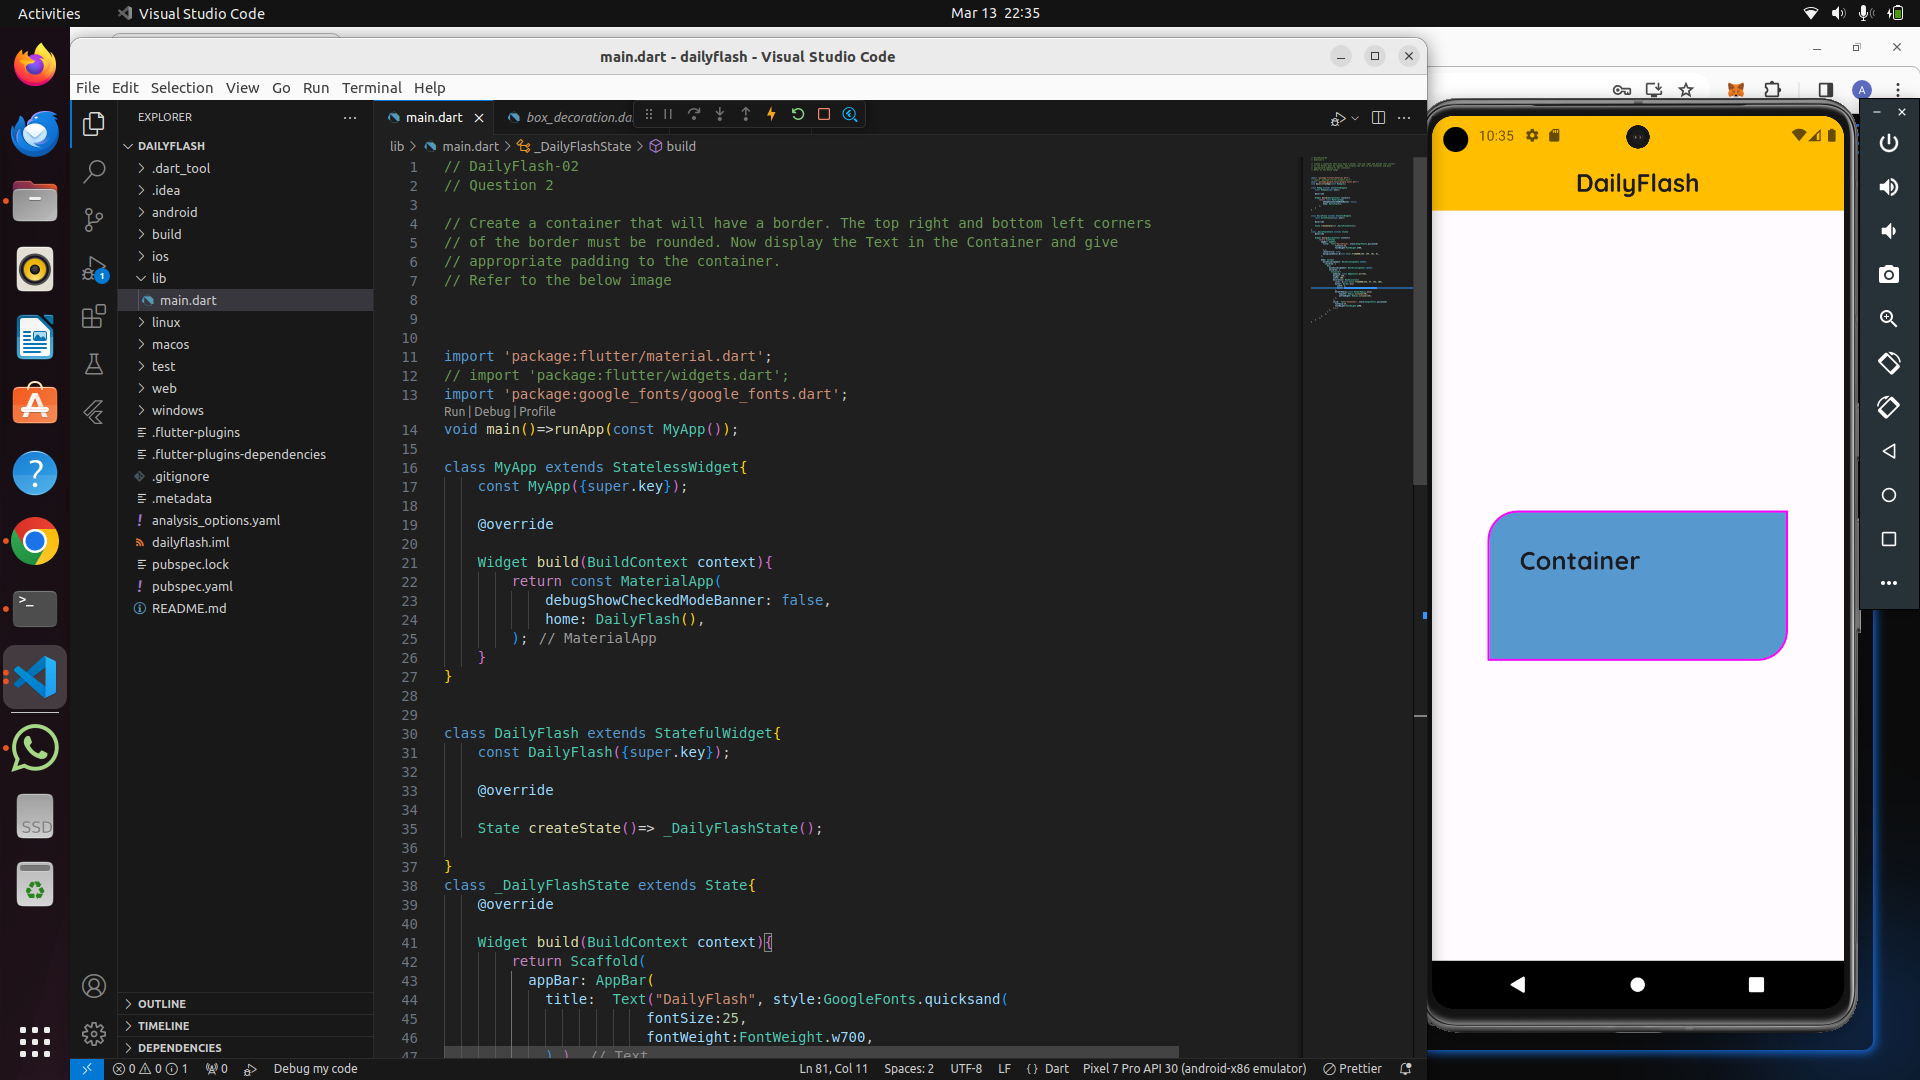 Activities
Visual Studio Code
Mar 13 22:35
main.dart - dailyflash - Visual Studio Code
File Edit Selection View Go Run Terminal Help
EXPLORER
DAILYFLASH
.dart_tool
.idea
android
build
ios
lib
main.dart
linux
macos
test
web
windows
.flutter-plugins
.flutter-plugins-dependencies
.gitignore
.metadata
analysis_options.yaml
dailyflash.iml
pubspec.lock
pubspec.yaml
README.md
OUTLINE
TIMELINE
DEPENDENCIES
1
SSD
main.dart
box_decoration.da
lib > main.dart > _DailyFlashState > build
1 // DailyFlash-02
2 // Question 2
3
4 // Create a container that will have a border. The top right and bottom left corners
5 // of the border must be rounded. Now display the Text in the Container and give
6 // appropriate padding to the container.
7 // Refer to the below image
8
9
10
11 import 'package:flutter/material.dart';
12 // import 'package:flutter/widgets.dart';
13 import 'package:google_fonts/google_fonts.dart';
Run | Debug | Profile
14 void main()=>runApp(const MyApp());
15
16 class MyApp extends StatelessWidget{
17 const MyApp({super.key});
18
19 @override
20
21 Widget build(BuildContext context){
22 return const MaterialApp(
23 debugShowCheckedModeBanner: false,
24 home: DailyFlash(),
25 ); // MaterialApp
26 }
27 }
28
29
30 class DailyFlash extends StatefulWidget{
31 const DailyFlash({super.key});
32
33 @override
34
35 State createState()=> _DailyFlashState();
36
37 }
38 class _DailyFlashState extends State{
39 @override
40
41 Widget build(BuildContext context){
42 return Scaffold(
43 appBar: AppBar(
44 title: Text("DailyFlash", style:GoogleFonts.quicksand(
45 fontSize:25,
46 fontWeight:FontWeight.w700,
47 ) ) // Text
0 0 1 0 Debug my code
Ln 81, Col 11 Spaces: 2 UTF-8 LF {} Dart Pixel 7 Pro API 30 (android-x86 emulator) Prettier
A
10:35
DailyFlash
Container